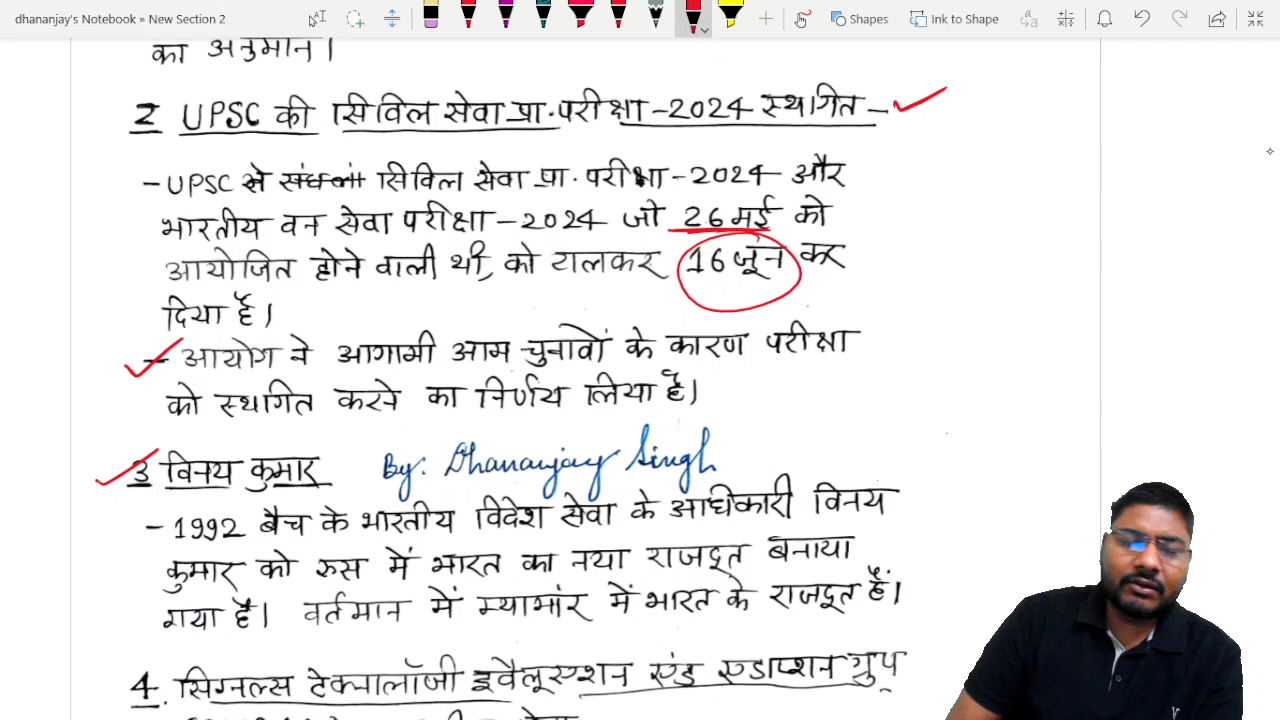 dhananjay's Notebook » New Section 2
Shapes
Ink to Shape
का अनुमान।
2 UPSC की सिविल सेवा प्रा. परीक्षा-2024 स्थगित-
- UPSC ने संघलो सिविल सेवा प्रा. परीक्षा-2024 और
भारतीय वन सेवा परीक्षा-2024 जो 26 मई को
आयोजित होने वाली थी, को टालकर 16 जून कर
दिया है।
- आयोग ने आगामी आम चुनावों के कारण परीक्षा
को स्थगित करने का निर्णय लिया है।
3 विनय कुमार
By: Dhananjay Singh
- 1992 बैच के भारतीय विदेश सेवा के अधिकारी विनय
कुमार को रुस में भारत का नया राजदूत बनाया
गया है। वर्तमान में म्यामांर में भारत के राजदूत हैं।
4. सिग्नल्स टेक्नालॉजी इवैलूएशन एंड एडाप्शन ग्रुप